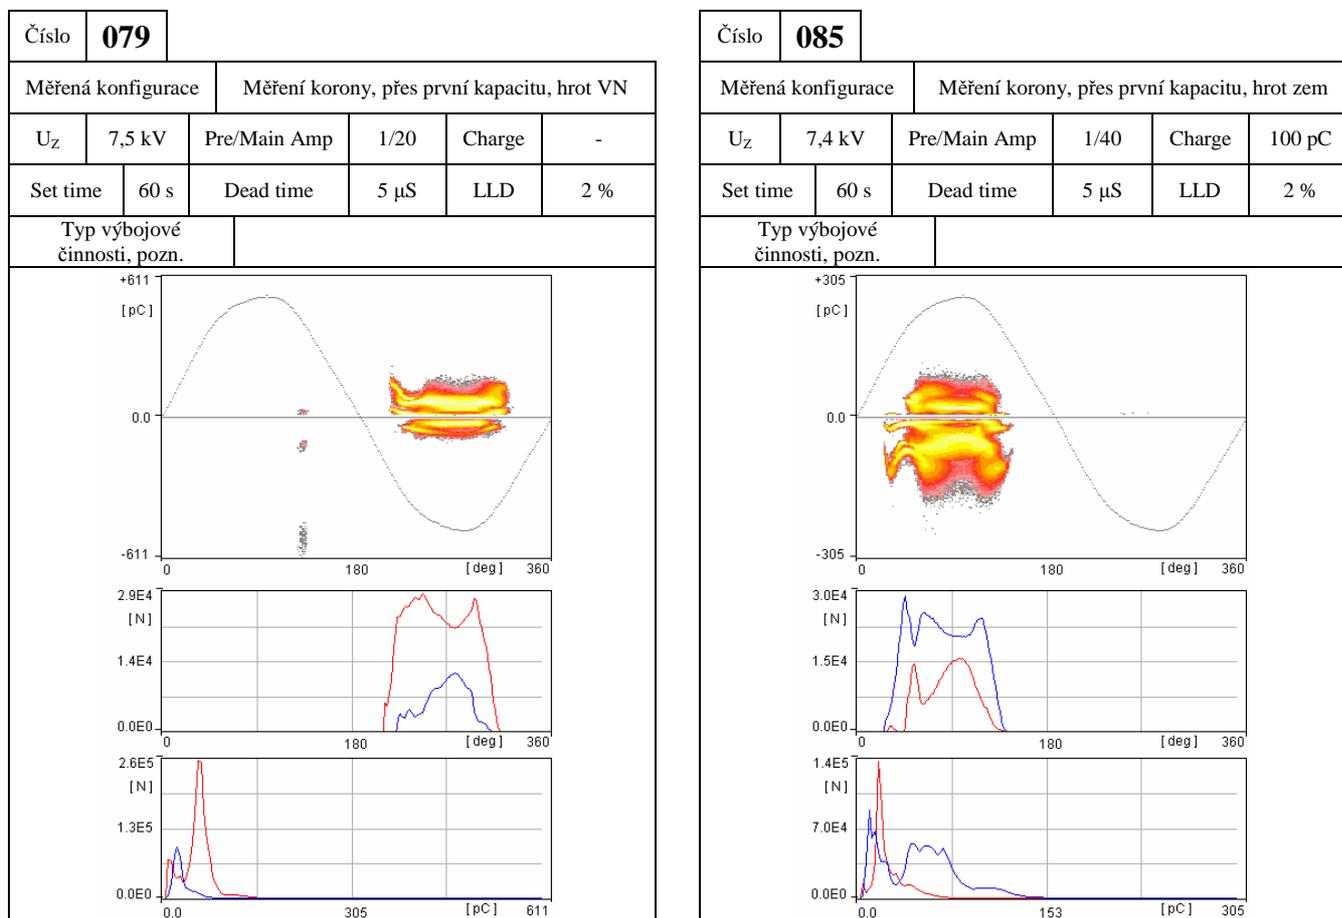 Číslo 079
Měřená konfigurace Měření korony, přes první kapacitu, hrot VN
UZ 7,5 kV Pre/Main Amp 1/20 Charge -
Set time 60 s Dead time 5 μS LLD 2 %
Typ výbojové
činnosti, pozn.
+611
[pC]
0.0
-611
0 180 [deg] 360
2.9E4
[N]
1.4E4
0.0E0
0 180 [deg] 360
2.6E5
[N]
1.3E5
0.0E0
0.0 305 [pC] 611
Číslo 085
Měřená konfigurace Měření korony, přes první kapacitu, hrot zem
UZ 7,4 kV Pre/Main Amp 1/40 Charge 100 pC
Set time 60 s Dead time 5 μS LLD 2 %
Typ výbojové
činnosti, pozn.
+305
[pC]
0.0
-305
0 180 [deg] 360
3.0E4
[N]
1.5E4
0.0E0
0 180 [deg] 360
1.4E5
[N]
7.0E4
0.0E0
0.0 153 [pC] 305